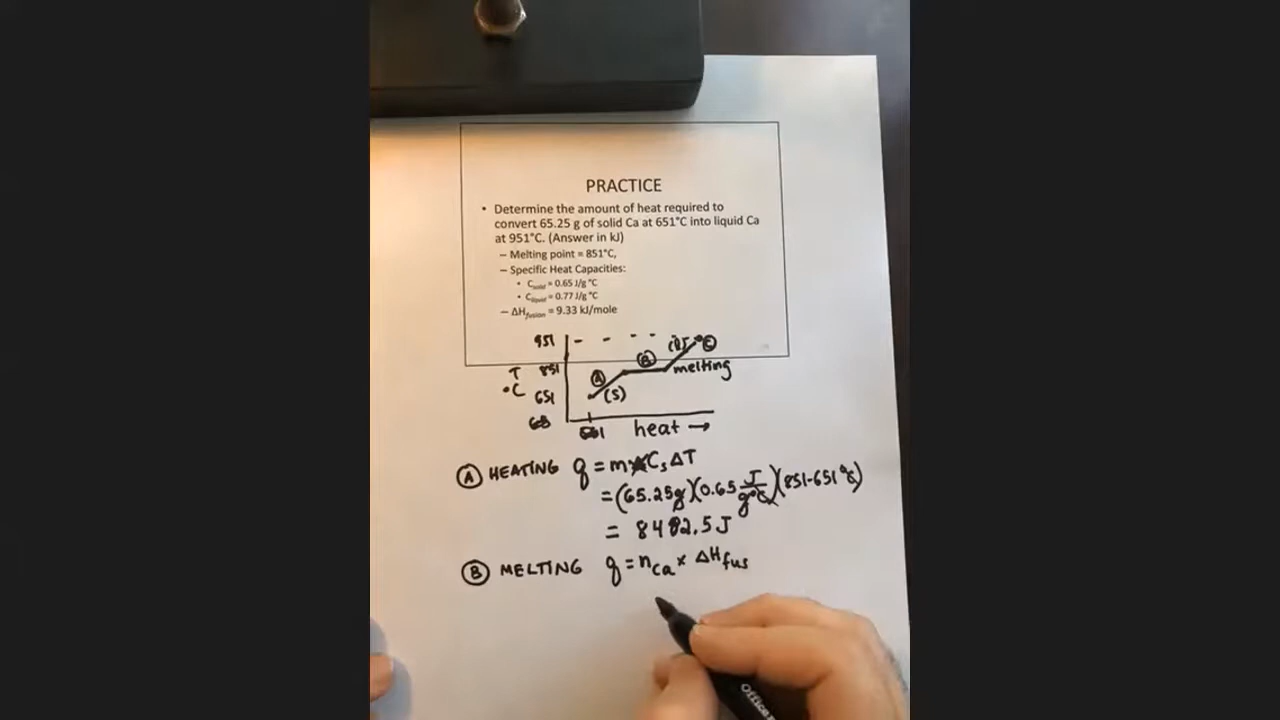 PRACTICE
• Determine the amount of heat required to
convert 65.25 g of solid Ca at 651°C into liquid Ca
at 951°C. (Answer in kJ)
– Melting point = 851°C,
– Specific Heat Capacities:
• Csolid = 0.65 J/g °C
• Cliquid = 0.77 J/g °C
– ΔHfusion = 9.33 kJ/mole
951
T 851
°C 651
(S)
A
B
C
melting
heat →
A HEATING q = m C, ΔT
= (65.25g)(0.65 J/g°C)(851-651°C)
= 8482.5 J
B MELTING q = nCa × ΔHfus
Office